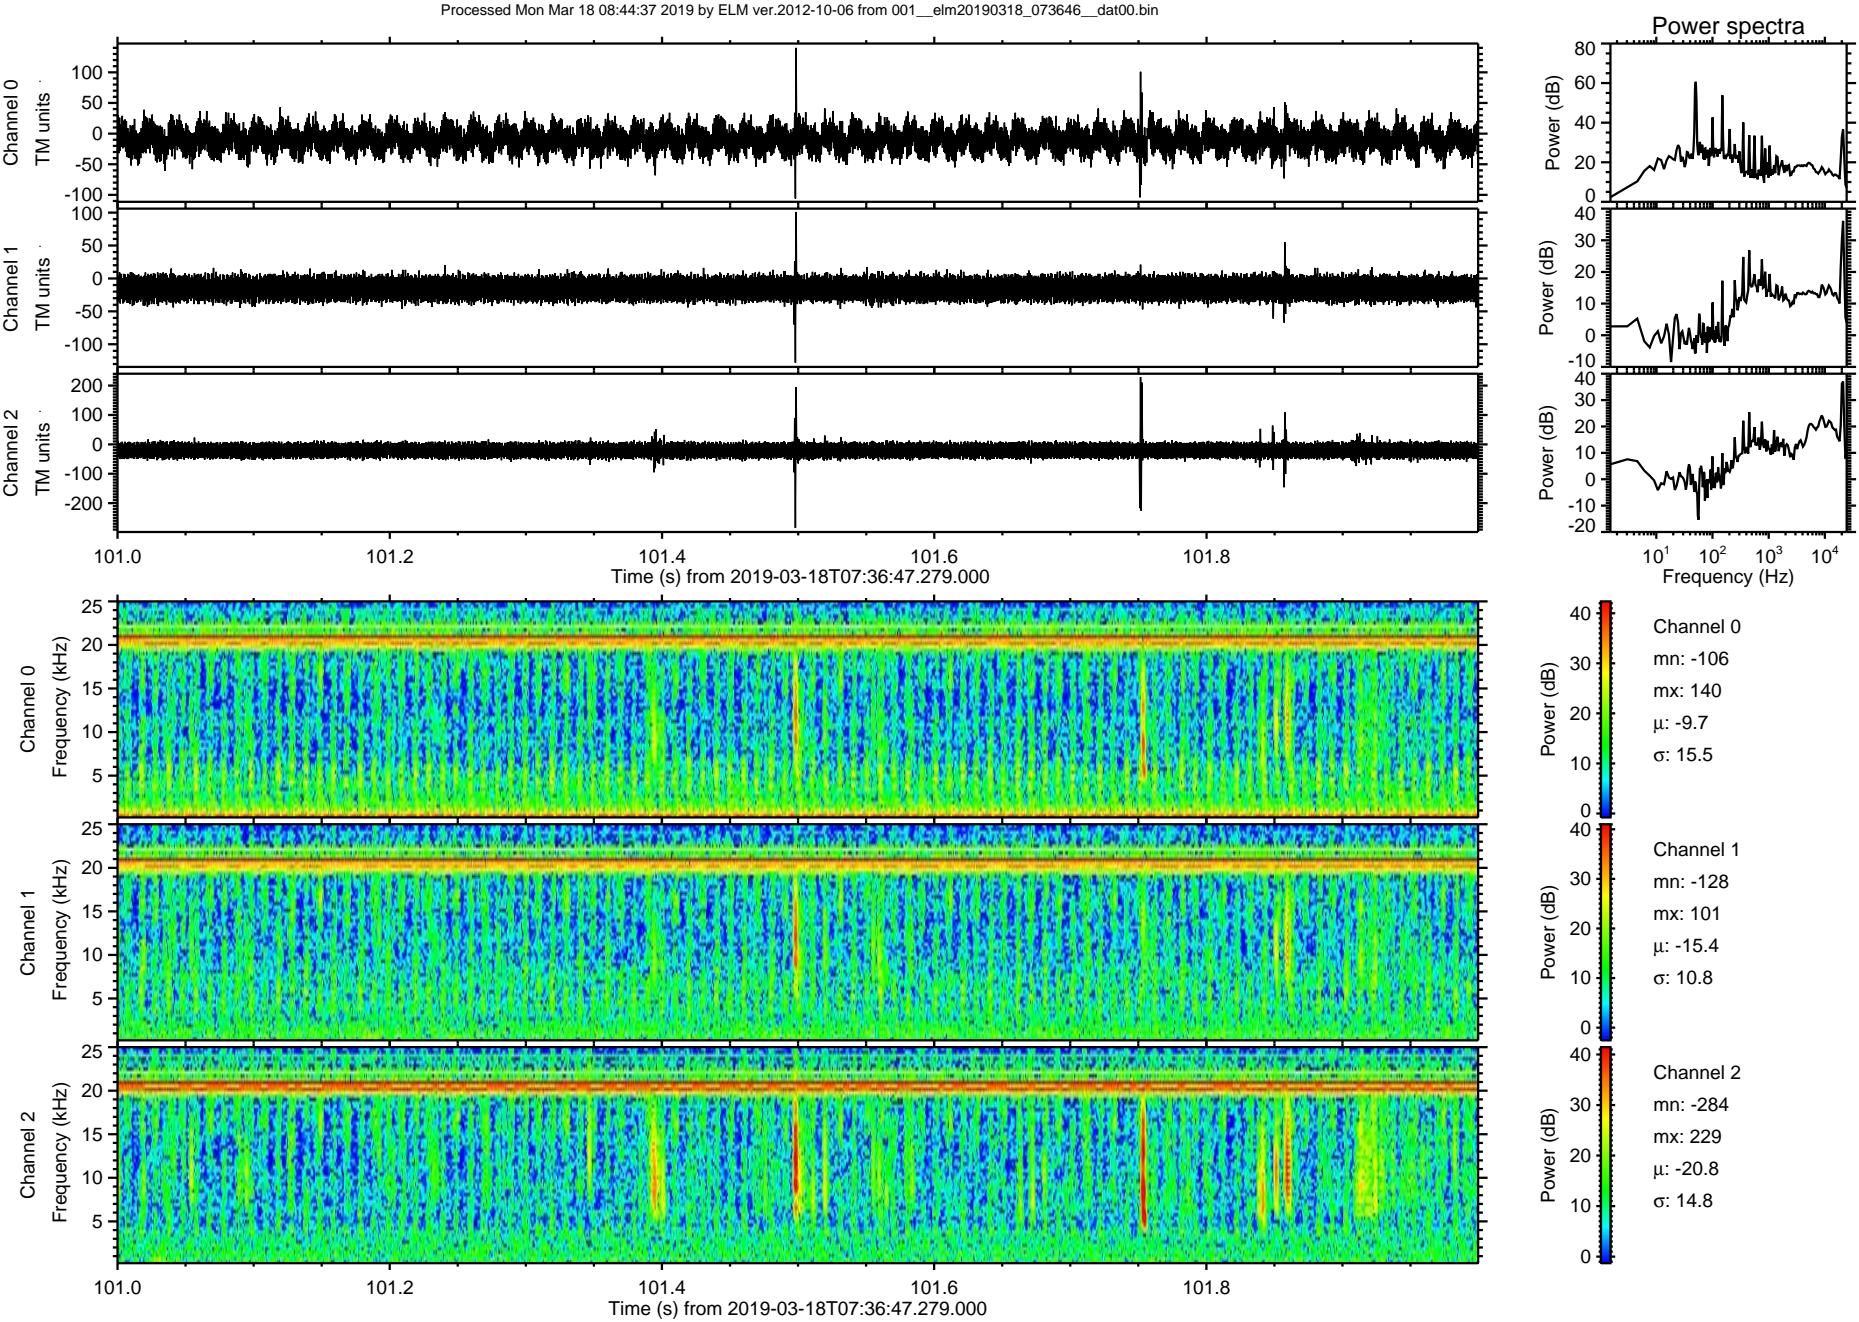 Processed Mon Mar 18 08:44:37 2019 by ELM ver.2012-10-06 from 001__elm20190318_073646__dat00.bin
Power spectra
Channel 0
TM units
100
50
0
-50
-100
Power (dB)
80
60
40
20
0
Channel 1
TM units
100
50
0
-50
-100
Power (dB)
40
30
20
10
0
-10
Channel 2
TM units
200
100
0
-100
-200
Power (dB)
40
30
20
10
0
-10
-20
101.0 101.2 101.4 101.6 101.8
Time (s) from 2019-03-18T07:36:47.279.000
10¹ 10² 10³ 10⁴
Frequency (Hz)
Channel 0
Frequency (kHz)
25
20
15
10
5
Power (dB)
40
30
20
10
0
Channel 0
mn: -106
mx: 140
μ: -9.7
σ: 15.5
Channel 1
Frequency (kHz)
25
20
15
10
5
Power (dB)
40
30
20
10
0
Channel 1
mn: -128
mx: 101
μ: -15.4
σ: 10.8
Channel 2
Frequency (kHz)
25
20
15
10
5
Power (dB)
40
30
20
10
0
Channel 2
mn: -284
mx: 229
μ: -20.8
σ: 14.8
101.0 101.2 101.4 101.6 101.8
Time (s) from 2019-03-18T07:36:47.279.000